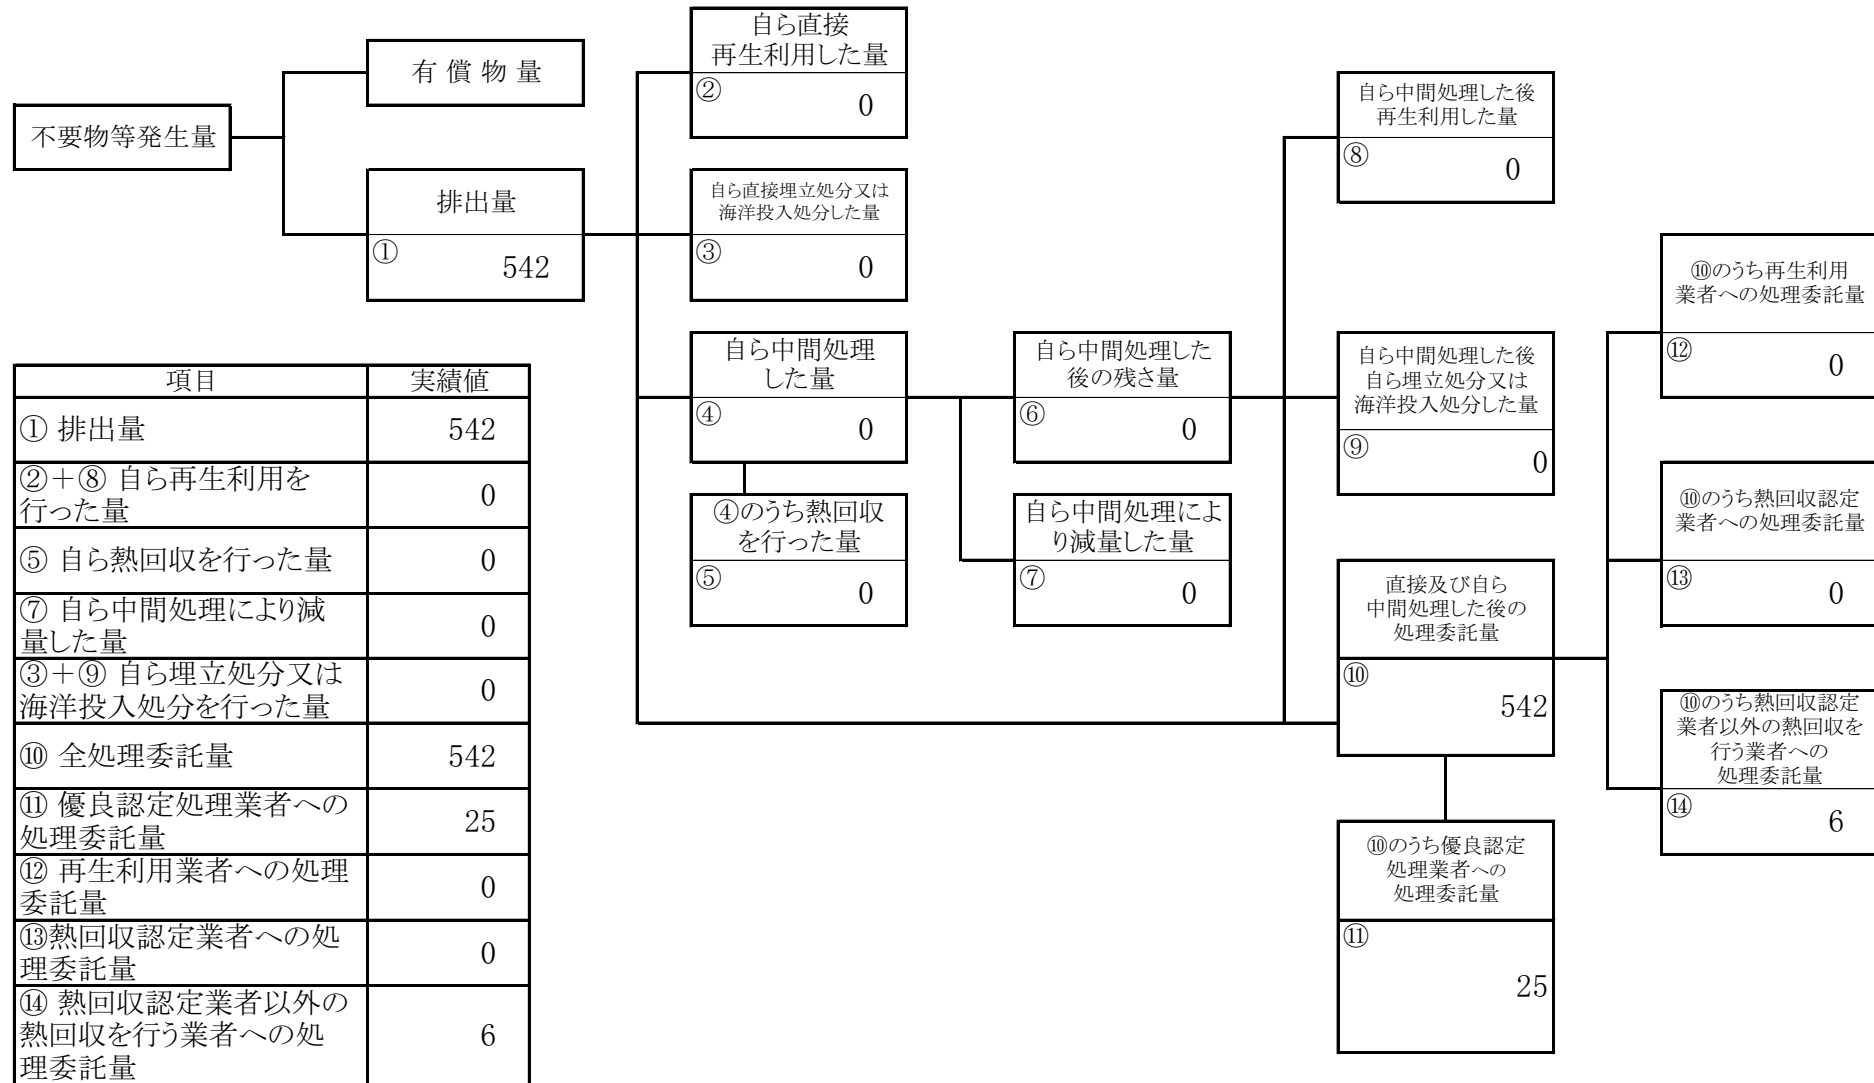 不要物等発生量
有 償 物 量
排出量
①
542
自ら直接
再生利用した量
②
0
自ら直接埋立処分又は
海洋投入処分した量
③
0
自ら中間処理
した量
④
0
④のうち熱回収
を行った量
⑤
0
自ら中間処理した
後の残さ量
⑥
0
自ら中間処理によ
り減量した量
⑦
0
自ら中間処理した後
再生利用した量
⑧
0
自ら中間処理した後
自ら埋立処分又は
海洋投入処分した量
⑨
0
直接及び自ら
中間処理した後の
処理委託量
⑩
542
⑩のうち優良認定
処理業者への
処理委託量
⑪
25
⑩のうち再生利用
業者への処理委託量
⑫
0
⑩のうち熱回収認定
業者への処理委託量
⑬
0
⑩のうち熱回収認定
業者以外の熱回収を
行う業者への
処理委託量
⑭
6
項目 実績値
① 排出量 542
②＋⑧ 自ら再生利用を
行った量 0
⑤ 自ら熱回収を行った量 0
⑦ 自ら中間処理により減
量した量 0
③＋⑨ 自ら埋立処分又は
海洋投入処分を行った量 0
⑩ 全処理委託量 542
⑪ 優良認定処理業者への
処理委託量 25
⑫ 再生利用業者への処理
委託量 0
⑬熱回収認定業者への処
理委託量 0
⑭ 熱回収認定業者以外の
熱回収を行う業者への処
理委託量 6